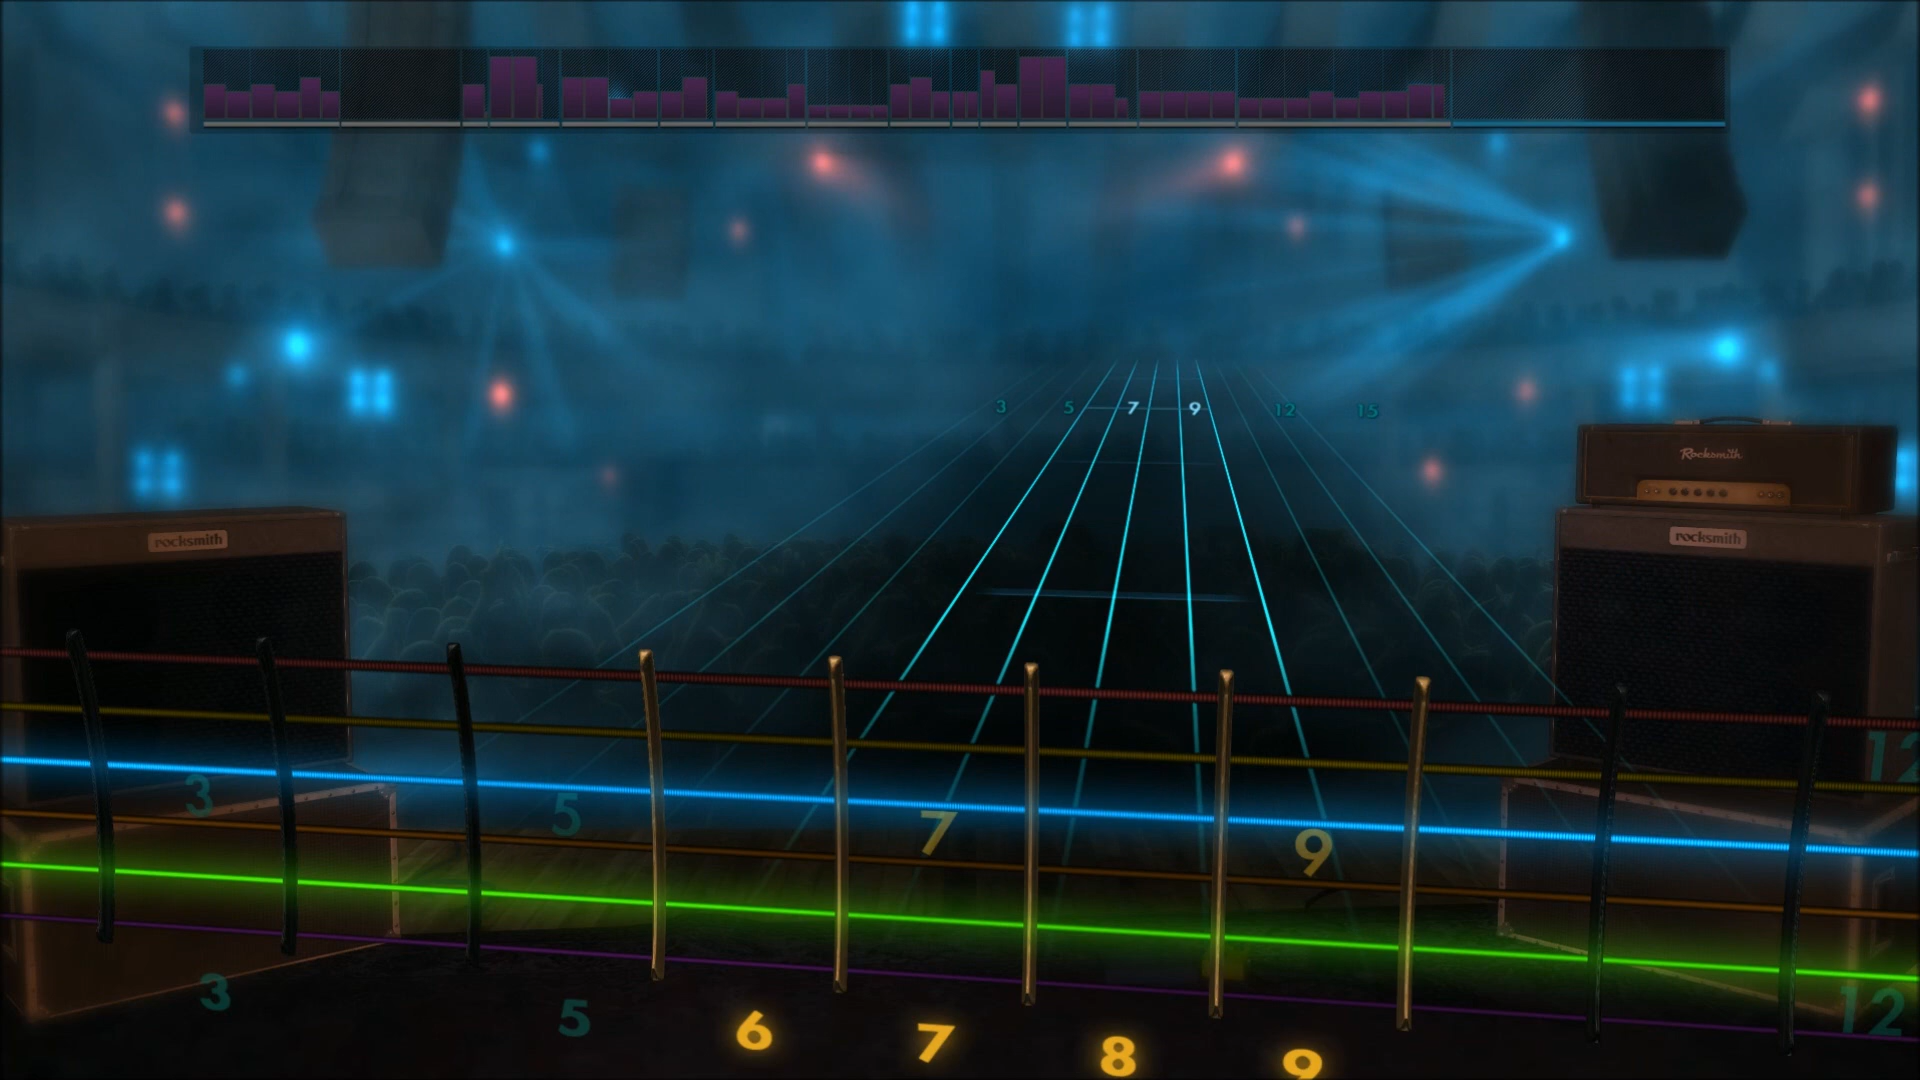 3 5 7 9 12 15
Rocksmith
rocksmith
rocksmith
12
3 5 7 9
3 5 6 7 8 9 12